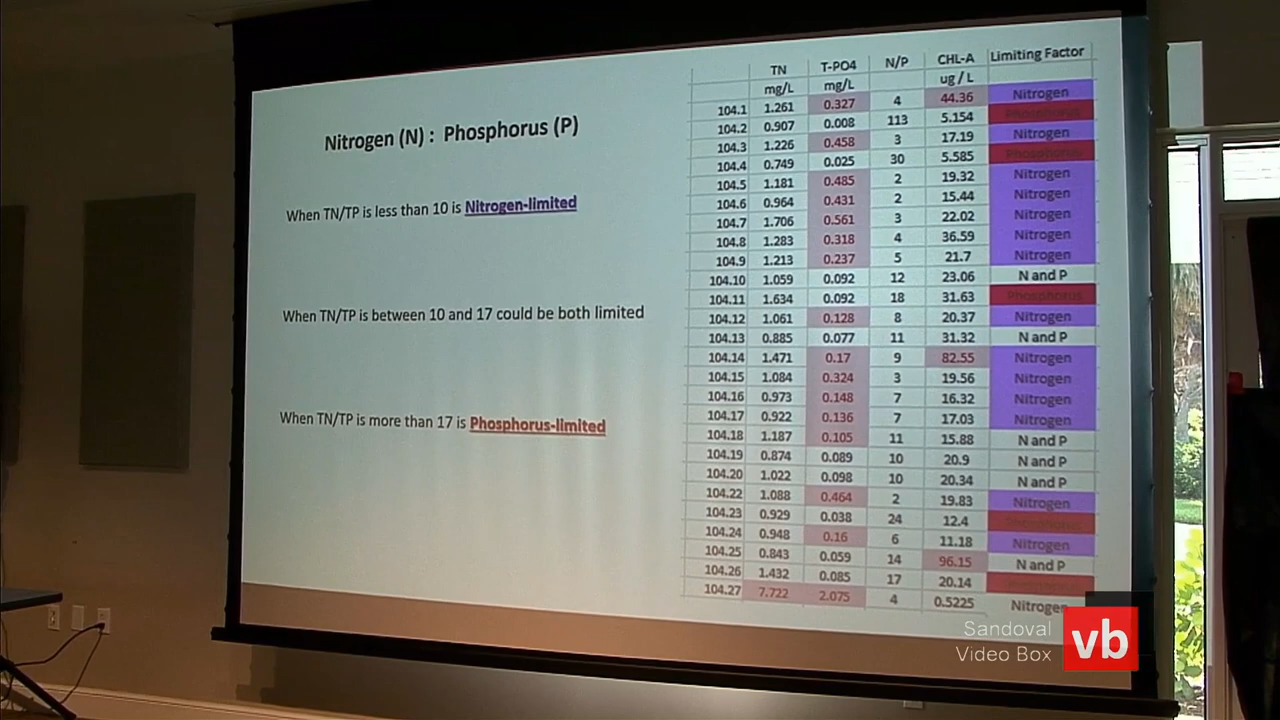 Nitrogen (N) : Phosphorus (P)
When TN/TP is less than 10 is Nitrogen-limited
When TN/TP is between 10 and 17 could be both limited
When TN/TP is more than 17 is Phosphorus-limited
TN T-PO4 N/P CHL-A Limiting Factor
mg/L mg/L ug / L
104.1 1.261 0.327 4 44.36 Nitrogen
104.2 0.907 0.008 113 5.154 Phosphorus
104.3 1.226 0.458 3 17.19 Nitrogen
104.4 0.749 0.025 30 5.585 Phosphorus
104.5 1.181 0.485 2 19.32 Nitrogen
104.6 0.964 0.431 2 15.44 Nitrogen
104.7 1.706 0.561 3 22.02 Nitrogen
104.8 1.283 0.318 4 36.59 Nitrogen
104.9 1.213 0.237 5 21.7 Nitrogen
104.10 1.059 0.092 12 23.06 N and P
104.11 1.634 0.092 18 31.63 Phosphorus
104.12 1.061 0.128 8 20.37 Nitrogen
104.13 0.885 0.077 11 31.32 N and P
104.14 1.471 0.17 9 82.55 Nitrogen
104.15 1.084 0.324 3 19.56 Nitrogen
104.16 0.973 0.148 7 16.32 Nitrogen
104.17 0.922 0.136 7 17.03 Nitrogen
104.18 1.187 0.105 11 15.88 N and P
104.19 0.874 0.089 10 20.9 N and P
104.20 1.022 0.098 10 20.34 N and P
104.22 1.088 0.464 2 19.83 Nitrogen
104.23 0.929 0.038 24 12.4 Phosphorus
104.24 0.948 0.16 6 11.18 Nitrogen
104.25 0.843 0.059 14 96.15 N and P
104.26 1.432 0.085 17 20.14
104.27 7.722 2.075 4 0.5225 Nitrogen
Sandoval
Video Box
vb